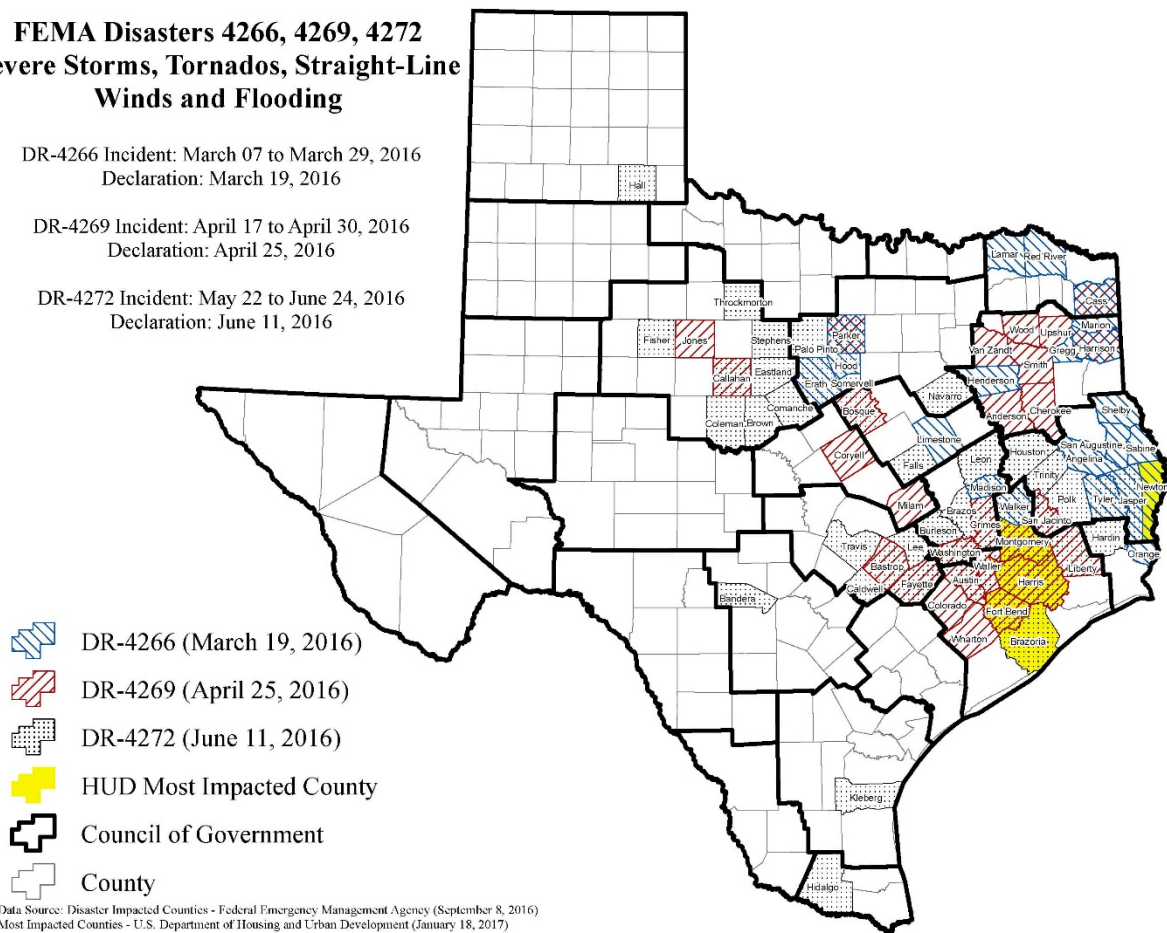 FEMA Disasters 4266, 4269, 4272
evere Storms, Tornados, Straight-Line
Winds and Flooding
DR-4266 Incident: March 07 to March 29, 2016
Declaration: March 19, 2016
DR-4269 Incident: April 17 to April 30, 2016
Declaration: April 25, 2016
DR-4272 Incident: May 22 to June 24, 2016
Declaration: June 11, 2016
Hall
Lamar
Red River
Cass
Throckmorton
Fisher
Jones
Stephens
Palo Pinto
Parker
Wood
Upshur
Marion
Van Zandt
Gregg
Harrison
Smith
Callahan
Eastland
Hood
Erath
Somervell
Henderson
Comanche
Navarro
Bosque
Anderson
Cherokee
Shelby
Coleman
Brown
Limestone
Coryell
Falls
Leon
Houston
San Augustine
Angelina
Sabine
Trinity
Newton
Madison
Polk
Tyler
Jasper
Milam
Walker
Brazos
San Jacinto
Grimes
Burleson
Hardin
Travis
Lee
Washington
Montgomery
Orange
Bastrop
Waller
Liberty
Austin
Harris
Caldwell
Fayette
Bandera
Colorado
Fort Bend
Wharton
Brazoria
Kleberg
Hidalgo
DR-4266 (March 19, 2016)
DR-4269 (April 25, 2016)
DR-4272 (June 11, 2016)
HUD Most Impacted County
Council of Government
County
Data Source: Disaster Impacted Counties - Federal Emergency Management Agency (September 8, 2016)
Most Impacted Counties - U.S. Department of Housing and Urban Development (January 18, 2017)